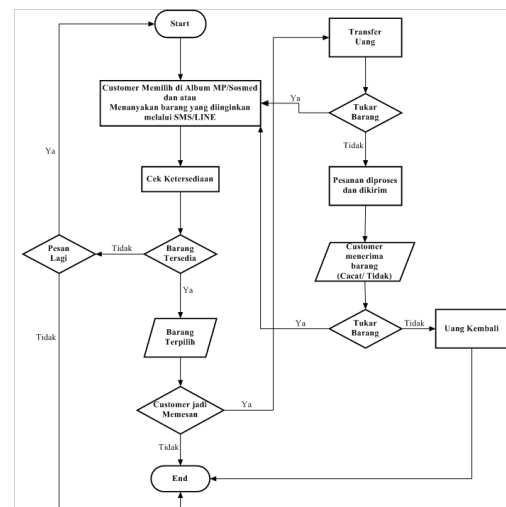 Start
Customer Memilih di Album MP/Sosmed
dan atau
Menanyakan barang yang diinginkan
melalui SMS/LINE
Cek Ketersediaan
Barang
Tersedia
Tidak
Pesan
Lagi
Ya
Tidak
Ya
Barang
Terpilih
Customer jadi
Memesan
Ya
Tidak
End
Transfer
Uang
Tukar
Barang
Ya
Tidak
Pesanan diproses
dan dikirim
Customer
menerima
barang
(Cacat/ Tidak)
Tukar
Barang
Ya
Tidak
Uang Kembali